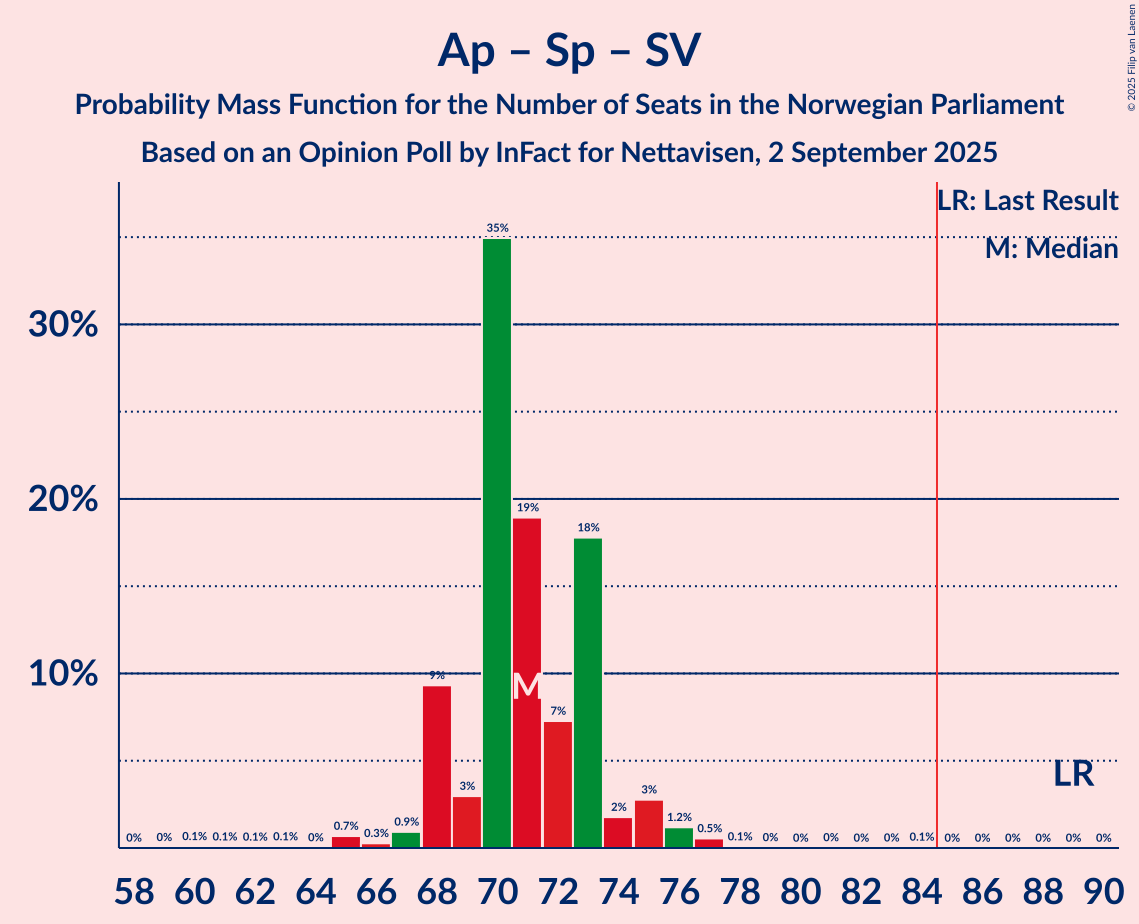 Ap – Sp – SV
Probability Mass Function for the Number of Seats in the Norwegian Parliament
Based on an Opinion Poll by InFact for Nettavisen, 2 September 2025
© 2025 Filip van Laenen
LR: Last Result
M: Median
35%
30%
20%
19%
18%
10%
9%
M
7%
LR
0% 0% 0.1% 0.1% 0.1% 0.1% 0% 0.7% 0.3% 0.9% 3% 2% 3% 1.2% 0.5% 0.1% 0% 0% 0% 0% 0% 0.1% 0% 0% 0% 0% 0% 0%
58 60 62 64 66 68 70 72 74 76 78 80 82 84 86 88 90